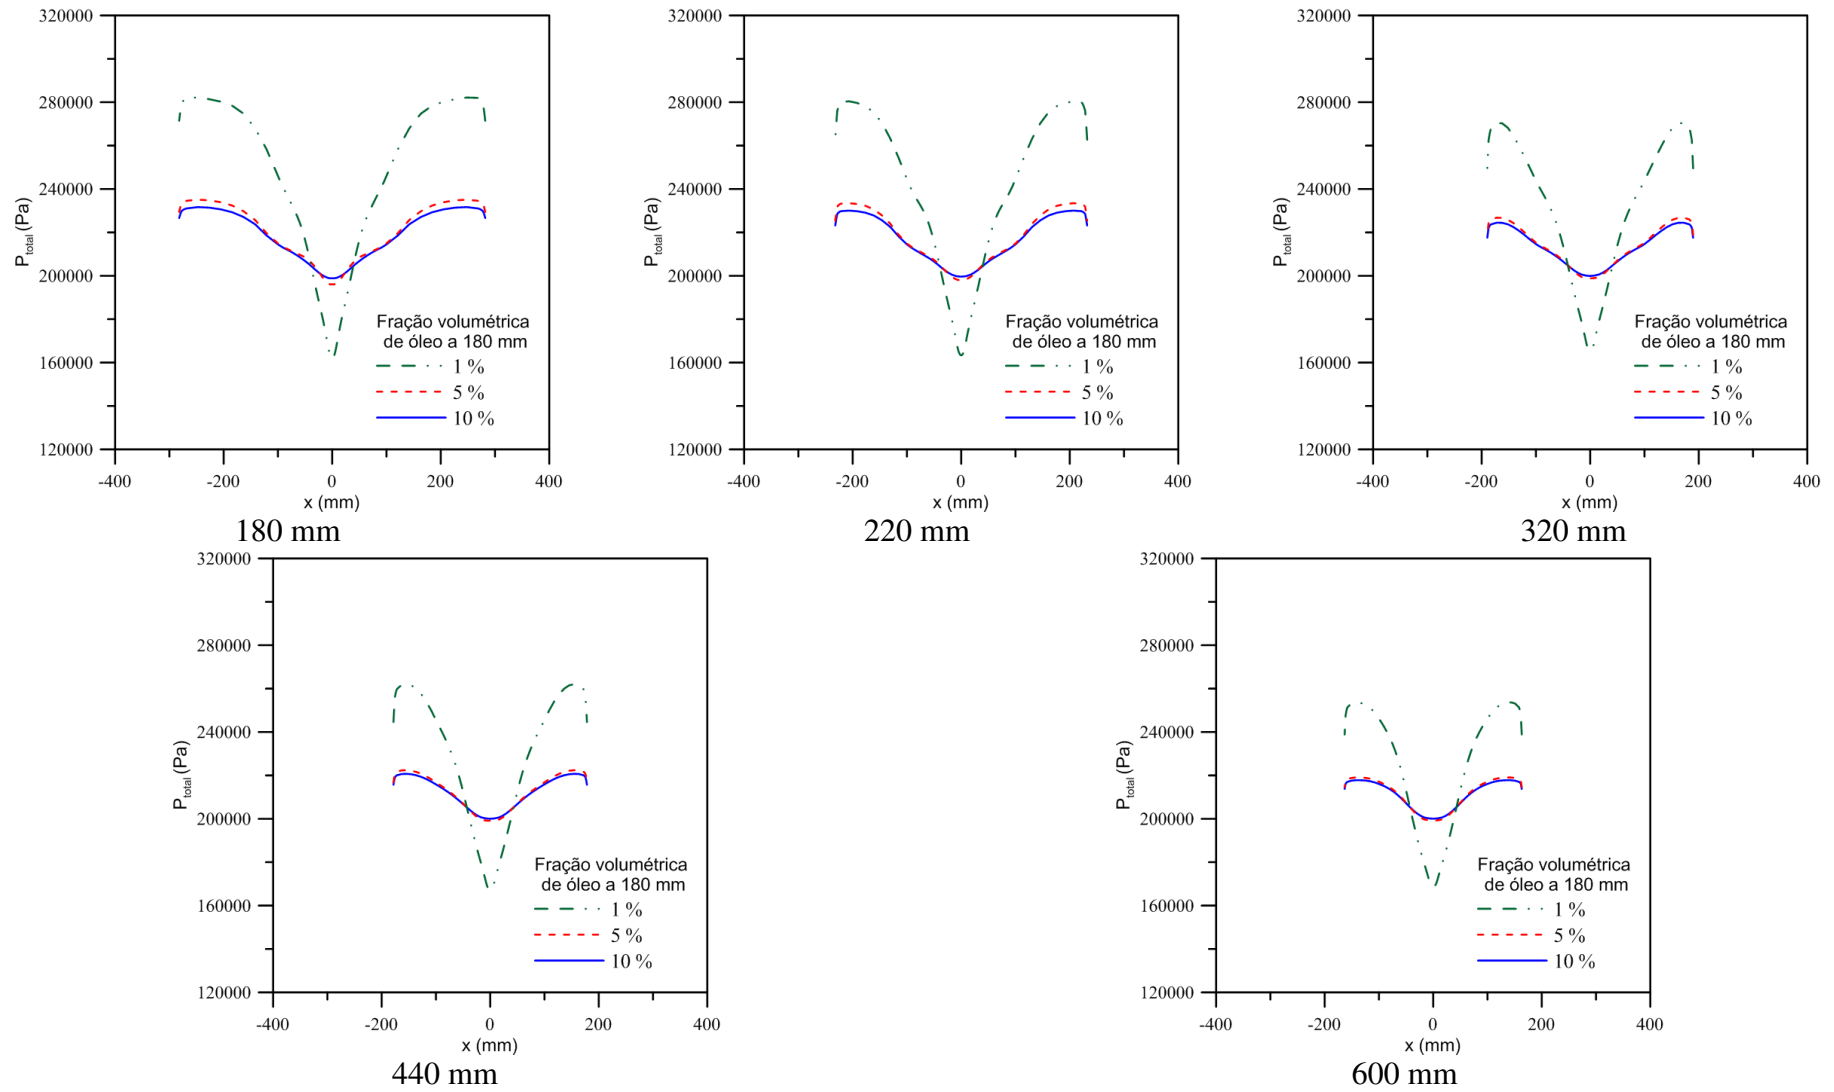 320000
280000
240000
200000
160000
120000
P total (Pa)
-400 -200 0 200 400
x (mm)
Fração volumétrica
de óleo a 180 mm
1 %
5 %
10 %
180 mm
320000
280000
240000
200000
160000
120000
P total (Pa)
-400 -200 0 200 400
x (mm)
Fração volumétrica
de óleo a 180 mm
1 %
5 %
10 %
220 mm
320000
280000
240000
200000
160000
120000
P total (Pa)
-400 -200 0 200 400
x (mm)
Fração volumétrica
de óleo a 180 mm
1 %
5 %
10 %
320 mm
320000
280000
240000
200000
160000
120000
P total (Pa)
-400 -200 0 200 400
x (mm)
Fração volumétrica
de óleo a 180 mm
1 %
5 %
10 %
440 mm
320000
280000
240000
200000
160000
120000
P total (Pa)
-400 -200 0 200 400
x (mm)
Fração volumétrica
de óleo a 180 mm
1 %
5 %
10 %
600 mm